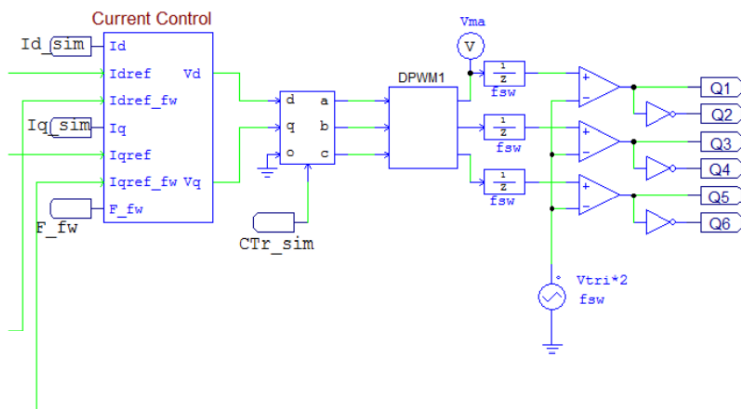 Current Control
Vma
Id_sim
Id
V
Idref
Vd
DPWM1
1
z
fsw
Idref_fw
d
a
Q1
Q2
Iq_sim
Iq
q
b
1
z
fsw
Q3
Iqref
o
c
Q4
Iqref_fw
Vq
1
z
fsw
Q5
F_fw
F_fw
CTr_sim
Q6
Vtri*2
fsw